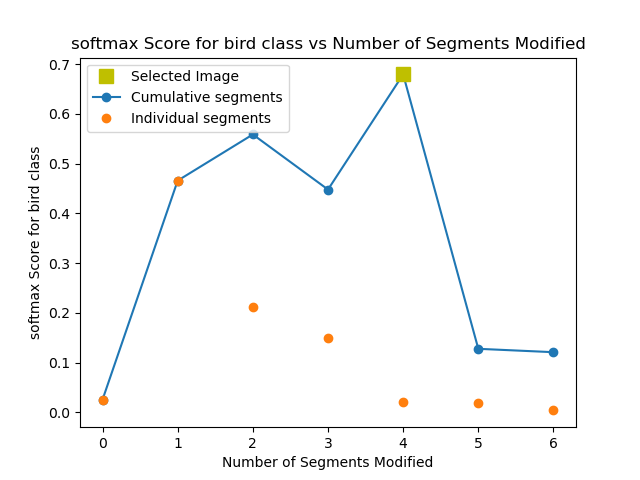 softmax Score for bird class vs Number of Segments Modified
Selected Image
Cumulative segments
Individual segments
softmax Score for bird class
0.7
0.6
0.5
0.4
0.3
0.2
0.1
0.0
0 1 2 3 4 5 6
Number of Segments Modified